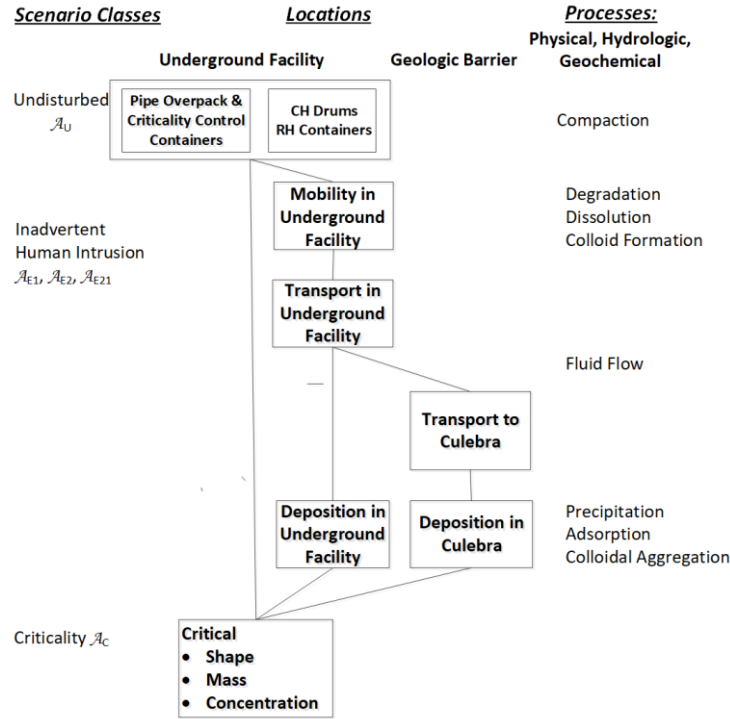 Scenario Classes
Locations
Processes:
Physical, Hydrologic,
Geochemical
Underground Facility
Geologic Barrier
Undisturbed
𝒜U
Pipe Overpack &
Criticality Control
Containers
CH Drums
RH Containers
Compaction
Mobility in
Underground
Facility
Degradation
Dissolution
Colloid Formation
Inadvertent
Human Intrusion
𝒜E1, 𝒜E2, 𝒜E21
Transport in
Underground
Facility
Fluid Flow
Transport to
Culebra
Deposition in
Underground
Facility
Deposition in
Culebra
Precipitation
Adsorption
Colloidal Aggregation
Criticality 𝒜C
Critical
• Shape
• Mass
• Concentration